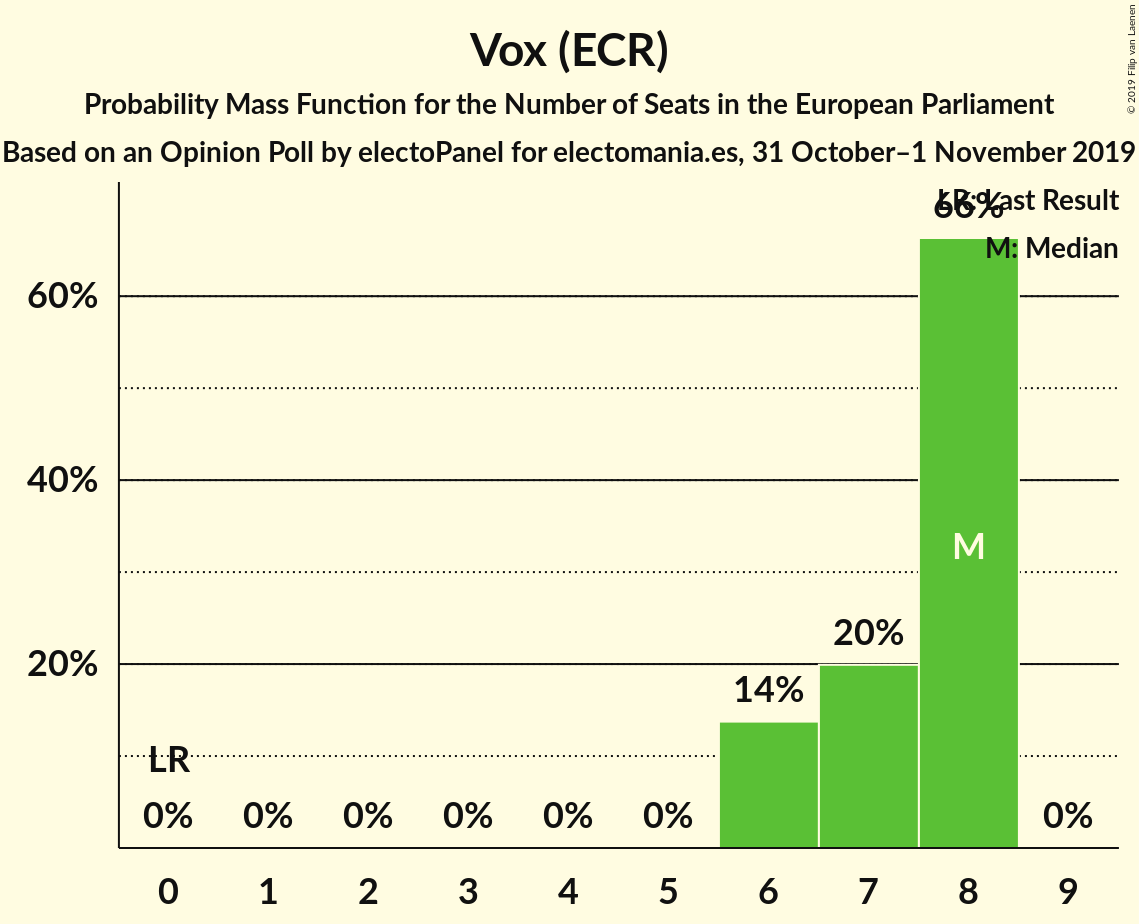 Vox (ECR)
Probability Mass Function for the Number of Seats in the European Parliament
Based on an Opinion Poll by electoPanel for electomania.es, 31 October–1 November 2019
© 2019 Filip van Laenen
LR: Last Result
M: Median
66%
60%
40%
20%
M
20%
14%
LR
0% 0% 0% 0% 0% 0% 0%
0 1 2 3 4 5 6 7 8 9